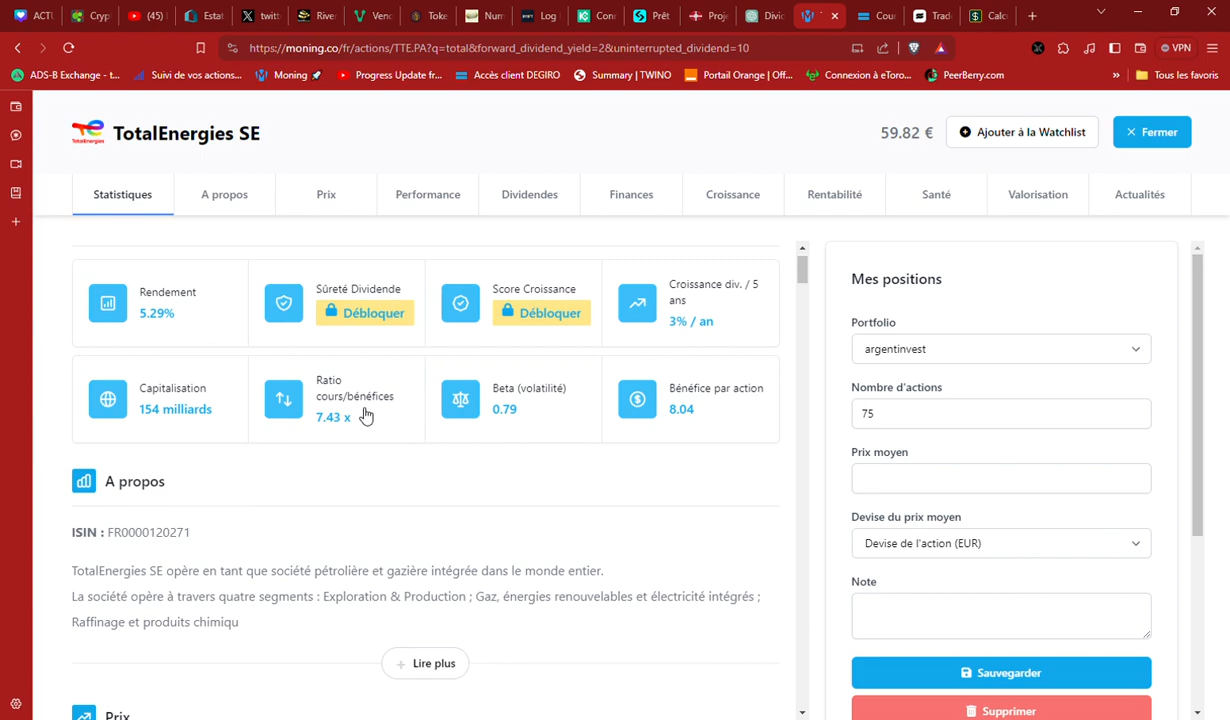 ACTU
Cryp
(45)
Estat
twitt
River
Venc
Toke
Num
Log
Con
Prêt
Proje
Divid
Cour
Trade
Calc
https://moning.co/fr/actions/TTE.PA?q=total&forward_dividend_yield=2&uninterrupted_dividend=10
VPN
ADS-B Exchange - t...
Suivi de vos actions...
Moning
Progress Update fr...
Accès client DEGIRO
Summary | TWINO
Portail Orange | Off...
Connexion à eToro...
PeerBerry.com
»
Tous les favoris
TotalEnergies
TotalEnergies SE
59.82 €
Ajouter à la Watchlist
Fermer
Statistiques
A propos
Prix
Performance
Dividendes
Finances
Croissance
Rentabilité
Santé
Valorisation
Actualités
Rendement
5.29%
Sûreté Dividende
Débloquer
Score Croissance
Débloquer
Croissance div. / 5
ans
3% / an
Capitalisation
154 milliards
Ratio
cours/bénéfices
7.43 x
Beta (volatilité)
0.79
Bénéfice par action
8.04
A propos
ISIN : FR0000120271
TotalEnergies SE opère en tant que société pétrolière et gazière intégrée dans le monde entier.
La société opère à travers quatre segments : Exploration & Production ; Gaz, énergies renouvelables et électricité intégrés ;
Raffinage et produits chimiqu
Lire plus
Prix
Mes positions
Portfolio
argentinvest
Nombre d'actions
75
Prix moyen
Devise du prix moyen
Devise de l'action (EUR)
Note
Sauvegarder
Supprimer